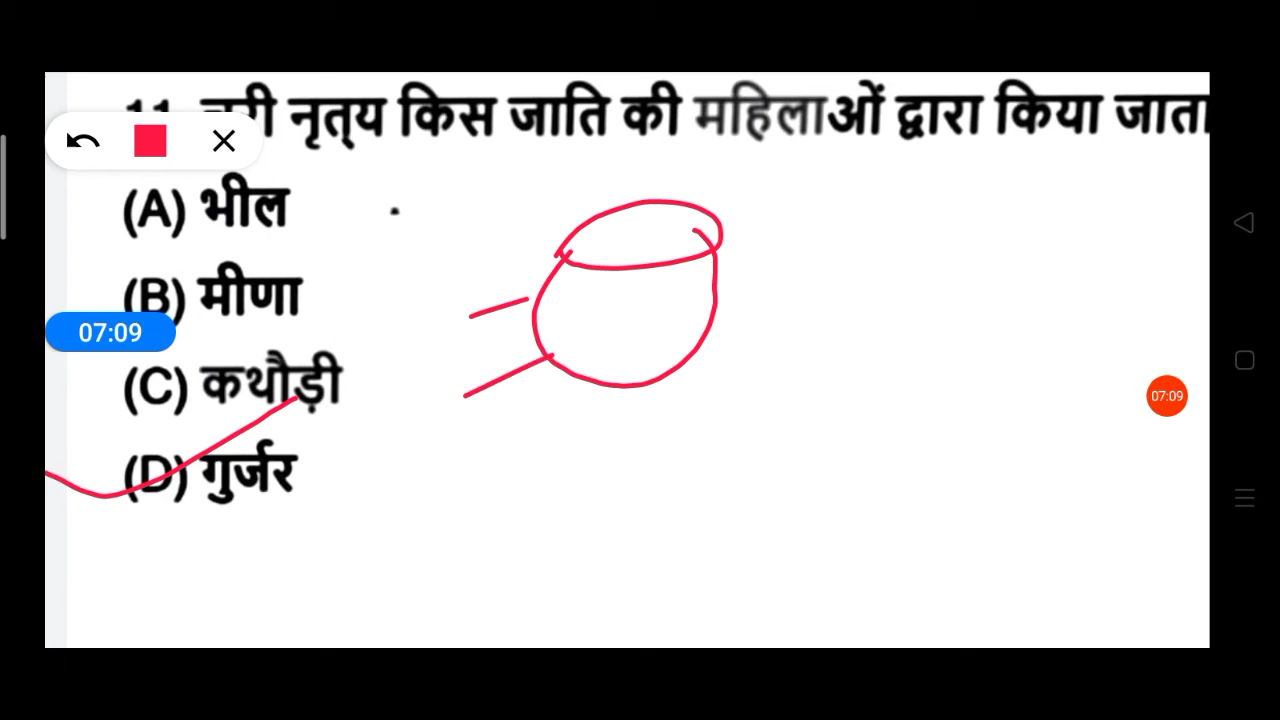 नृत्य किस जाति की महिलाओं द्वारा किया जाता
(A) भील
(B) मीणा
07:09
(C) कथौड़ी
07:09
(D) गुर्जर